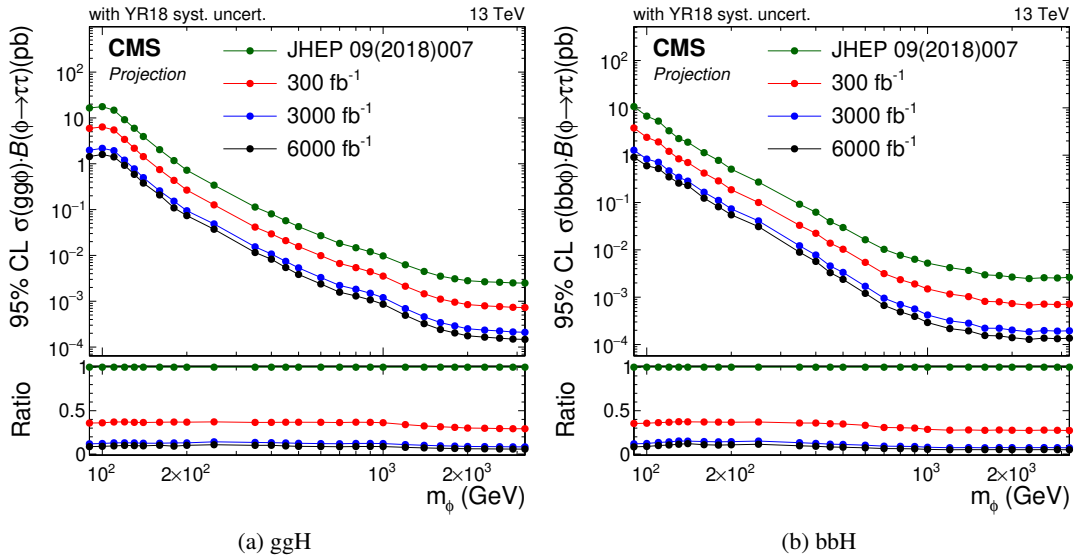 with YR18 syst. uncert. 13 TeV
95% CL σ(ggϕ)·B(ϕ→ττ)(pb)
CMS
Projection
JHEP 09(2018)007
300 fb⁻¹
3000 fb⁻¹
6000 fb⁻¹
10²
10
1
10⁻¹
10⁻²
10⁻³
10⁻⁴
Ratio
1
0.5
0
10² 2×10² 10³ 2×10³
m_ϕ (GeV)
(a) ggH
with YR18 syst. uncert. 13 TeV
95% CL σ(bbϕ)·B(ϕ→ττ)(pb)
CMS
Projection
JHEP 09(2018)007
300 fb⁻¹
3000 fb⁻¹
6000 fb⁻¹
10²
10
1
10⁻¹
10⁻²
10⁻³
10⁻⁴
Ratio
1
0.5
0
10² 2×10² 10³ 2×10³
m_ϕ (GeV)
(b) bbH